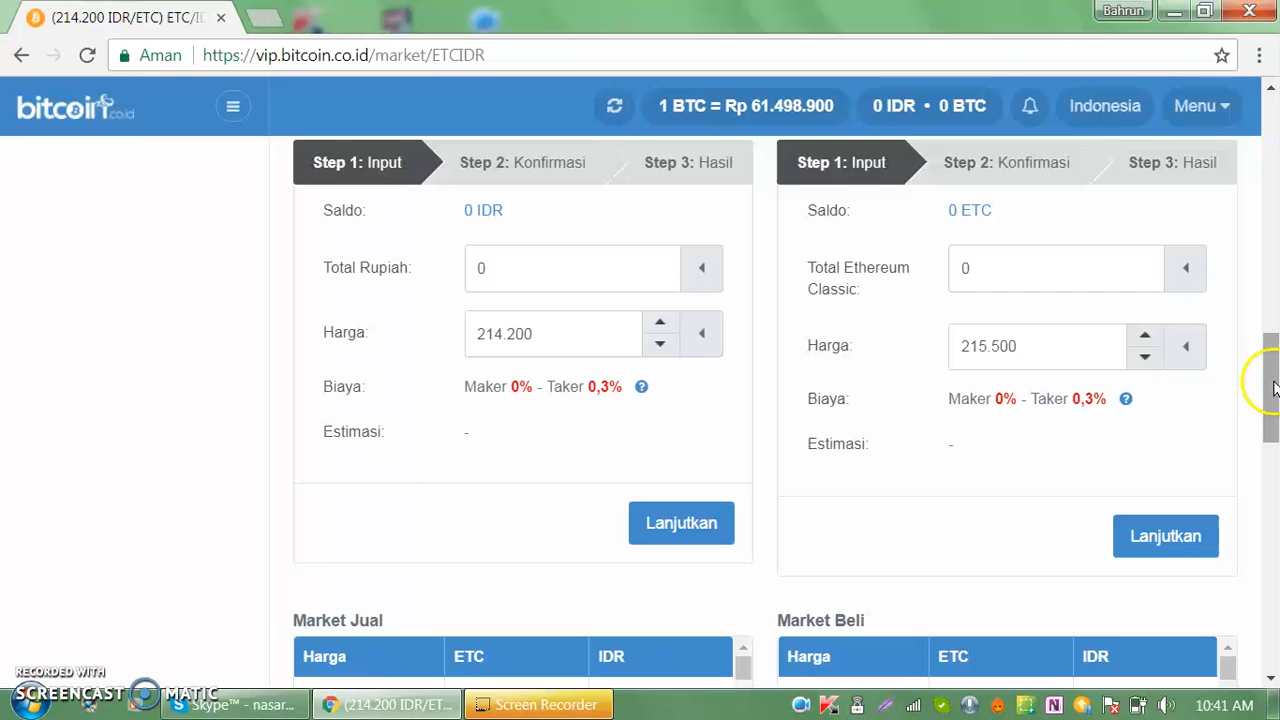 (214.200 IDR/ETC) ETC/I
Bahrun
Aman https://vip.bitcoin.co.id/market/ETCIDR
bitcoin.co.id
1 BTC = Rp 61.498.900
0 IDR • 0 BTC
Indonesia
Menu
Step 1: Input Step 2: Konfirmasi Step 3: Hasil
Saldo: 0 IDR
Total Rupiah: 0
Harga: 214.200
Biaya: Maker 0% - Taker 0,3% ?
Estimasi: -
Lanjutkan
Step 1: Input Step 2: Konfirmasi Step 3: Hasil
Saldo: 0 ETC
Total Ethereum
Classic:
0
Harga: 215.500
Biaya: Maker 0% - Taker 0,3% ?
Estimasi: -
Lanjutkan
Market Jual
Harga ETC IDR
Market Beli
Harga ETC IDR
RECORDED WITH
SCREENCAST MATIC
Skype™ - nasar...
(214.200 IDR/ETC...
Screen Recorder
10:41 AM